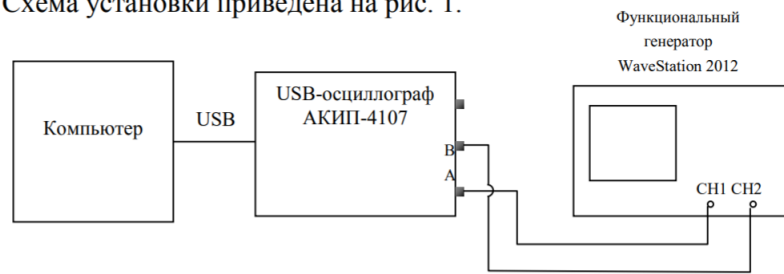 Схема установки приведена на рис. 1.
Функциональный
генератор
WaveStation 2012
USB-осциллограф
АКИП-4107
Компьютер
USB
B
A
CH1 CH2